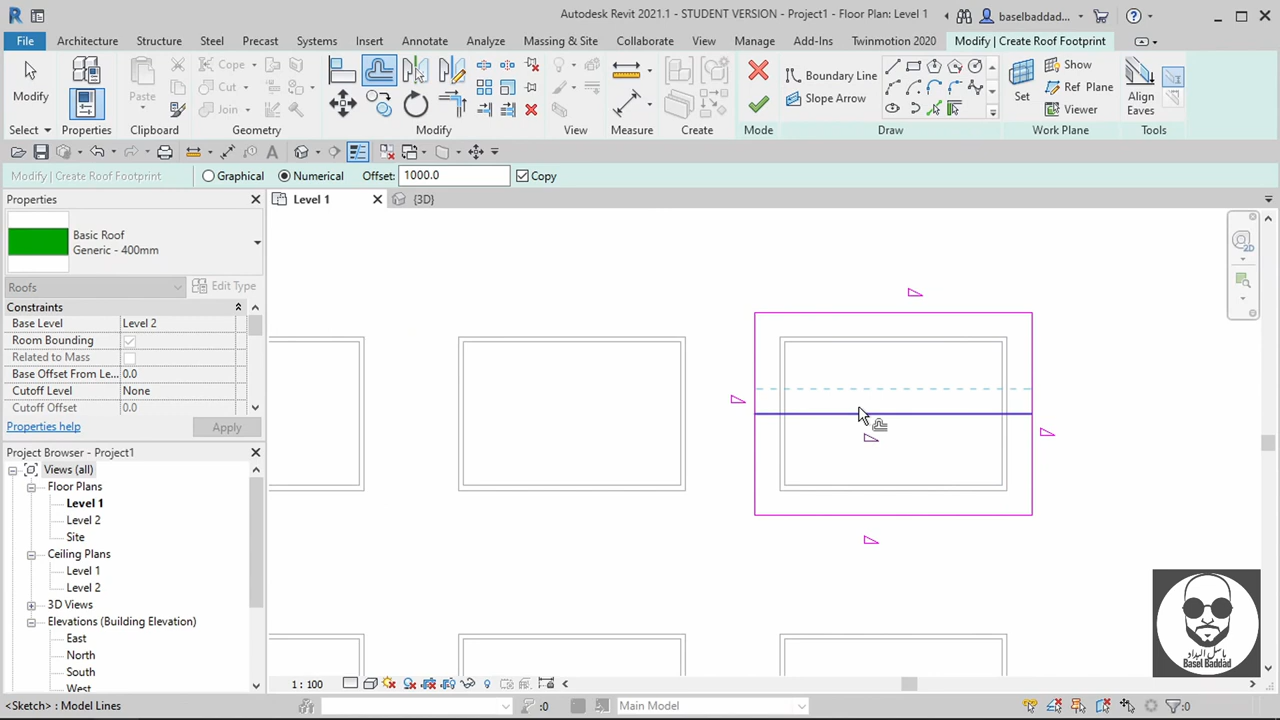 Autodesk Revit 2021.1 - STUDENT VERSION - Project1 - Floor Plan: Level 1
baselbaddad...
File Architecture Structure Steel Precast Systems Insert Annotate Analyze Massing & Site Collaborate View Manage Add-Ins Twinmotion 2020 Modify | Create Roof Footprint
Modify
Paste
Cope
Cut
Join
Boundary Line
Slope Arrow
Set
Show
Ref Plane
Viewer
Align
Eaves
Select Properties Clipboard Geometry Modify View Measure Create Mode Draw Work Plane Tools
Modify | Create Roof Footprint Graphical Numerical Offset: 1000.0 Copy
Properties
Level 1
{3D}
Basic Roof
Generic - 400mm
Roofs
Edit Type
Constraints
Base Level Level 2
Room Bounding
Related to Mass
Base Offset From Le... 0.0
Cutoff Level None
Cutoff Offset 0.0
Properties help
Apply
Project Browser - Project1
Views (all)
Floor Plans
Level 1
Level 2
Site
Ceiling Plans
Level 1
Level 2
3D Views
Elevations (Building Elevation)
East
North
South
West
2D
باسل البداد
Basel Baddad
1 : 100
<Sketch> : Model Lines
:0
Main Model
:0